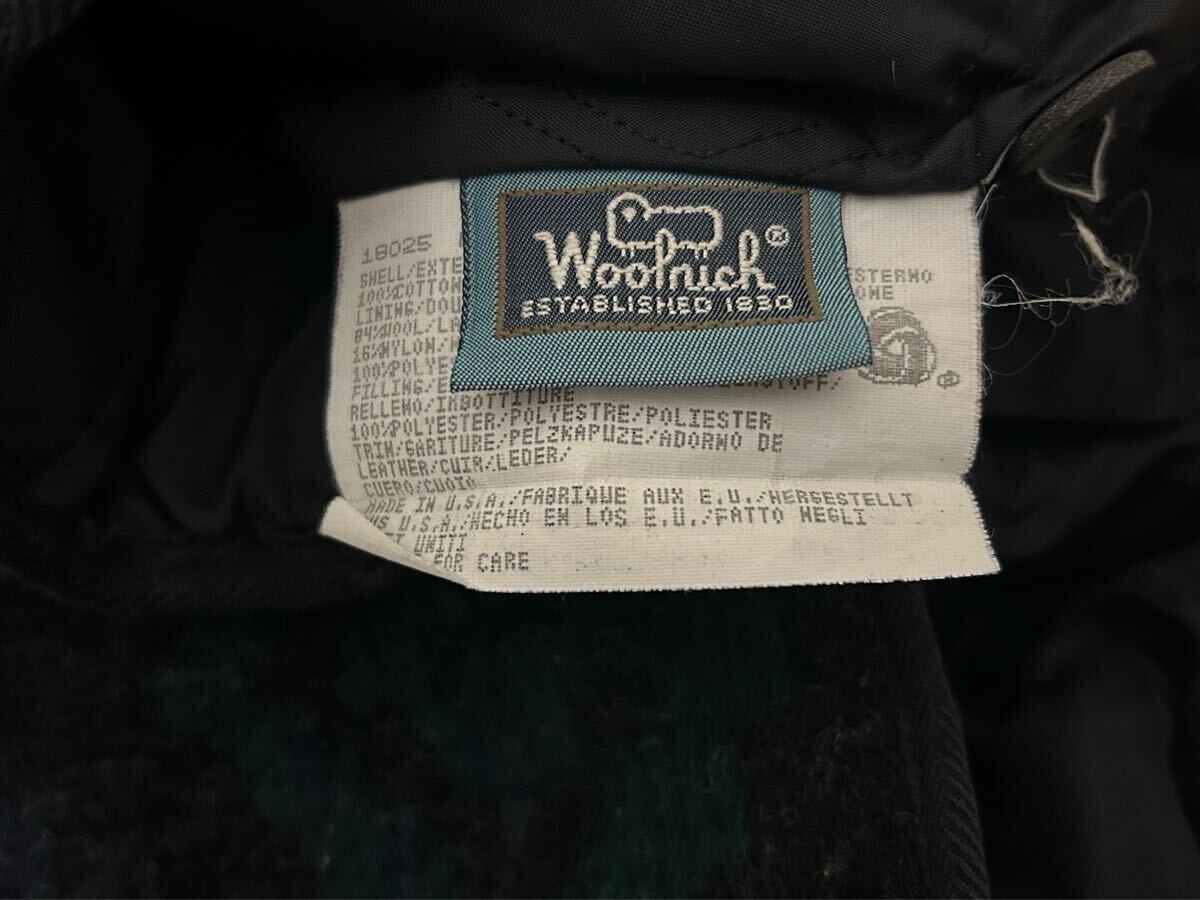 Woolrich®
ESTABLISHED 1830
18025
SHELL/EXTE
100%COTTON
LINING/DOU
84%WOOL/LA
16%NYLON/
100%POLYE
FILLING/E
RELLENO/IMBOTTITURE
100%POLYESTER/POLYESTRE/POLIESTER
TRIM/GARITURE/PELZKAPUZE/ADORNO DE
LEATHER/CUIR/LEDER/
CUERO/CUOIO
MADE IN U.S.A./FABRIQUE AUX E.U./HERGESTELLT
U.S.A./HECHO EN LOS E.U./FATTO NEGLI
UNITI
FOR CARE